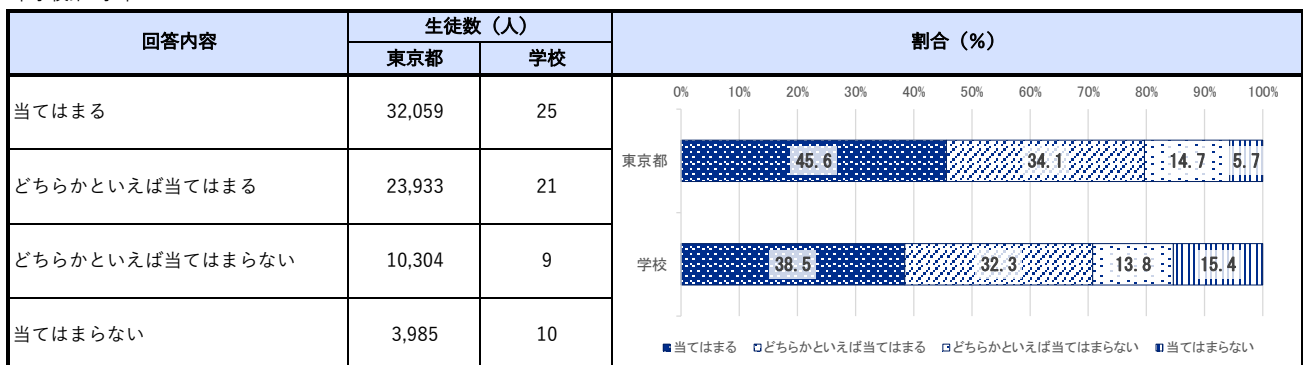 回答内容 生徒数（人） 割合（%）
東京都 学校
当てはまる 32,059 25
どちらかといえば当てはまる 23,933 21
どちらかといえば当てはまらない 10,304 9
当てはまらない 3,985 10
0% 10% 20% 30% 40% 50% 60% 70% 80% 90% 100%
東京都 45.6 34.1 14.7 5.7
学校 38.5 32.3 13.8 15.4
当てはまる どちらかといえば当てはまる どちらかといえば当てはまらない 当てはまらない